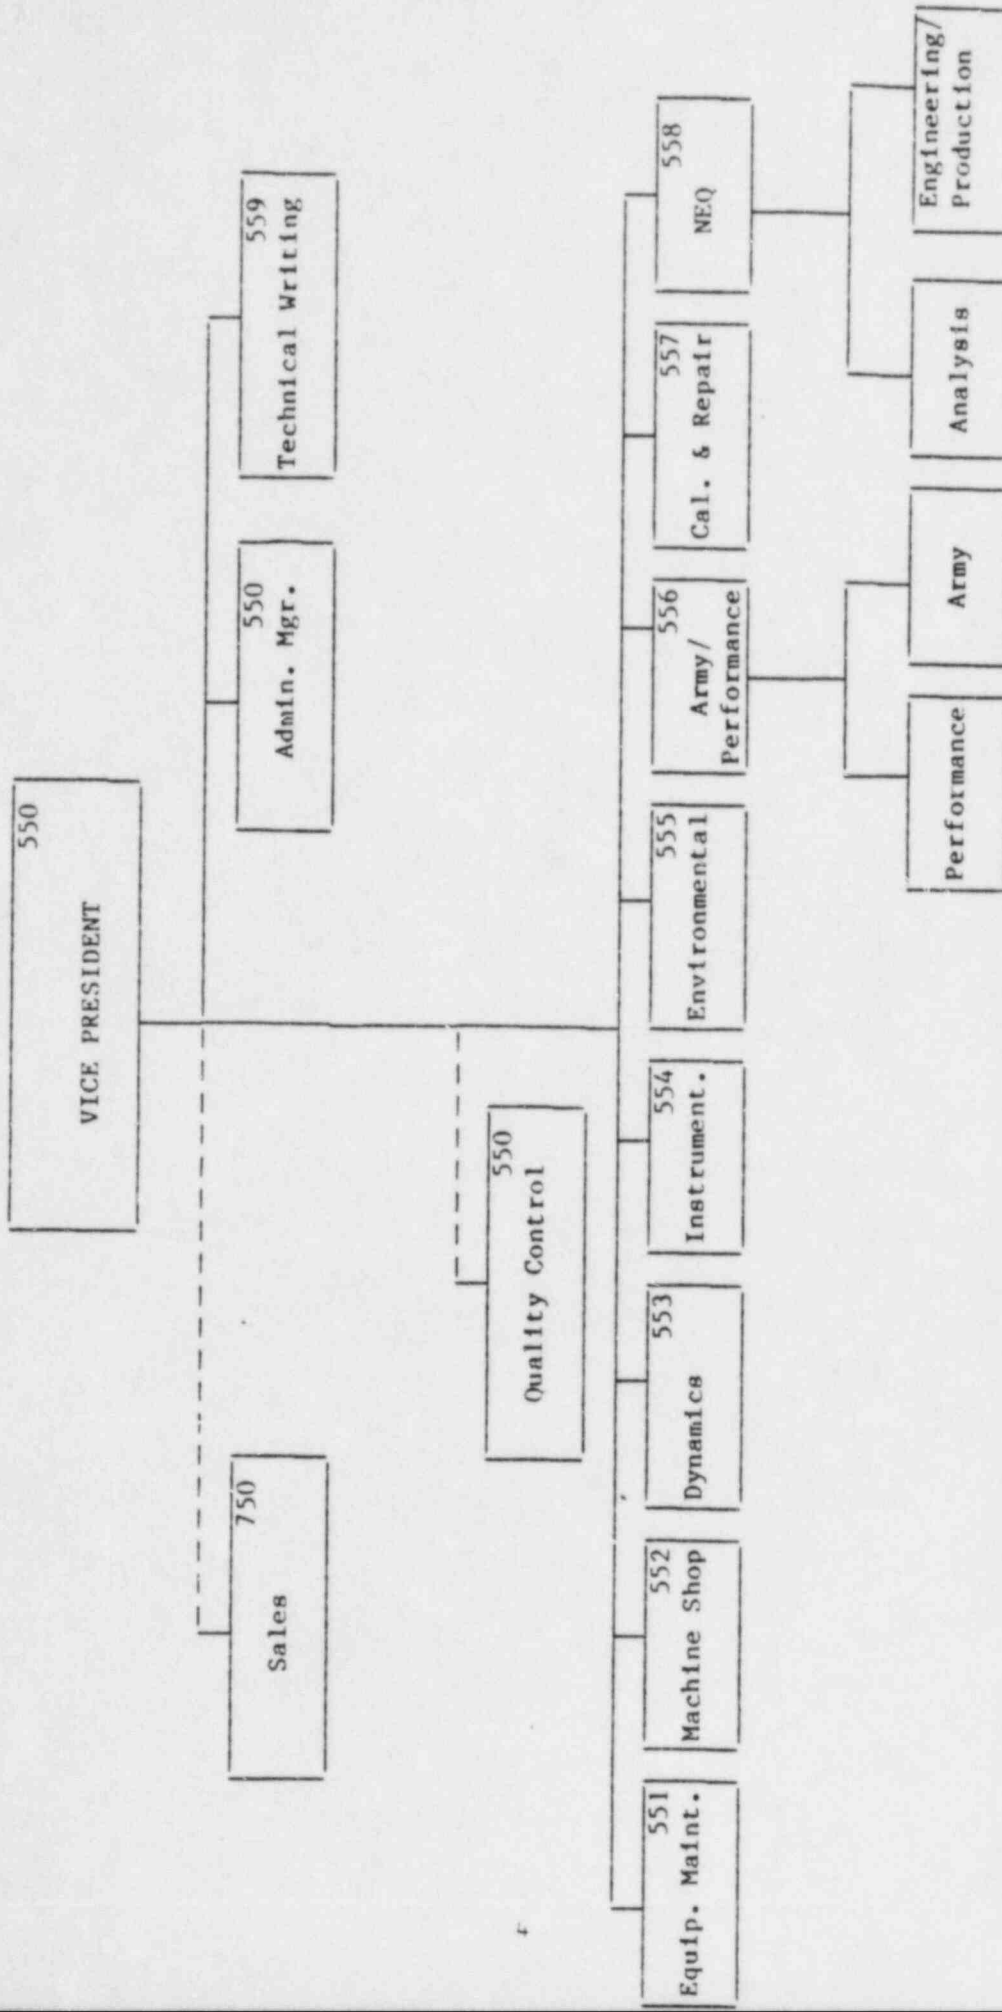 550
VICE PRESIDENT
750
Sales
550
Admin. Mgr.
559
Technical Writing
550
Quality Control
551
Equip. Maint.
552
Machine Shop
553
Dynamics
554
Instrument.
555
Environmental
556
Army/
Performance
557
Cal. & Repair
558
NEQ
Performance
Army
Analysis
Engineering/
Production